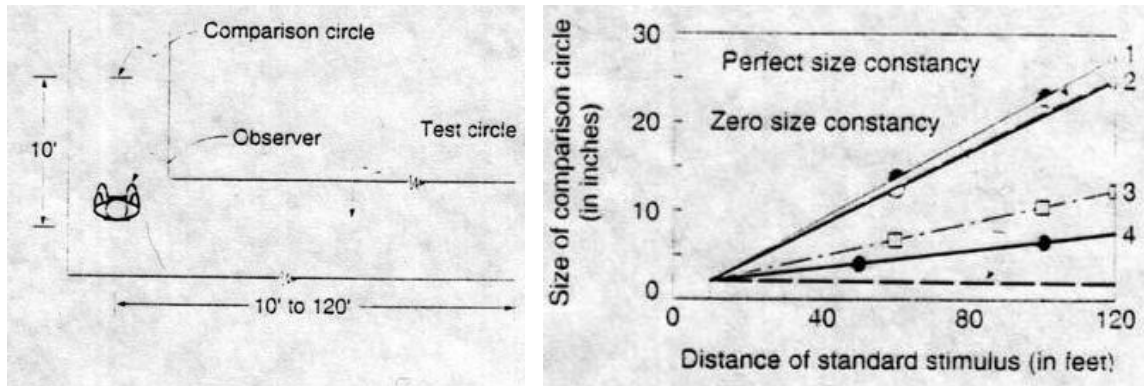 Comparison circle
10'
Observer
Test circle
10' to 120'
Size of comparison circle
(in inches)
30
20
10
0
Perfect size constancy
Zero size constancy
1
2
3
4
0
40
80
120
Distance of standard stimulus (in feet)